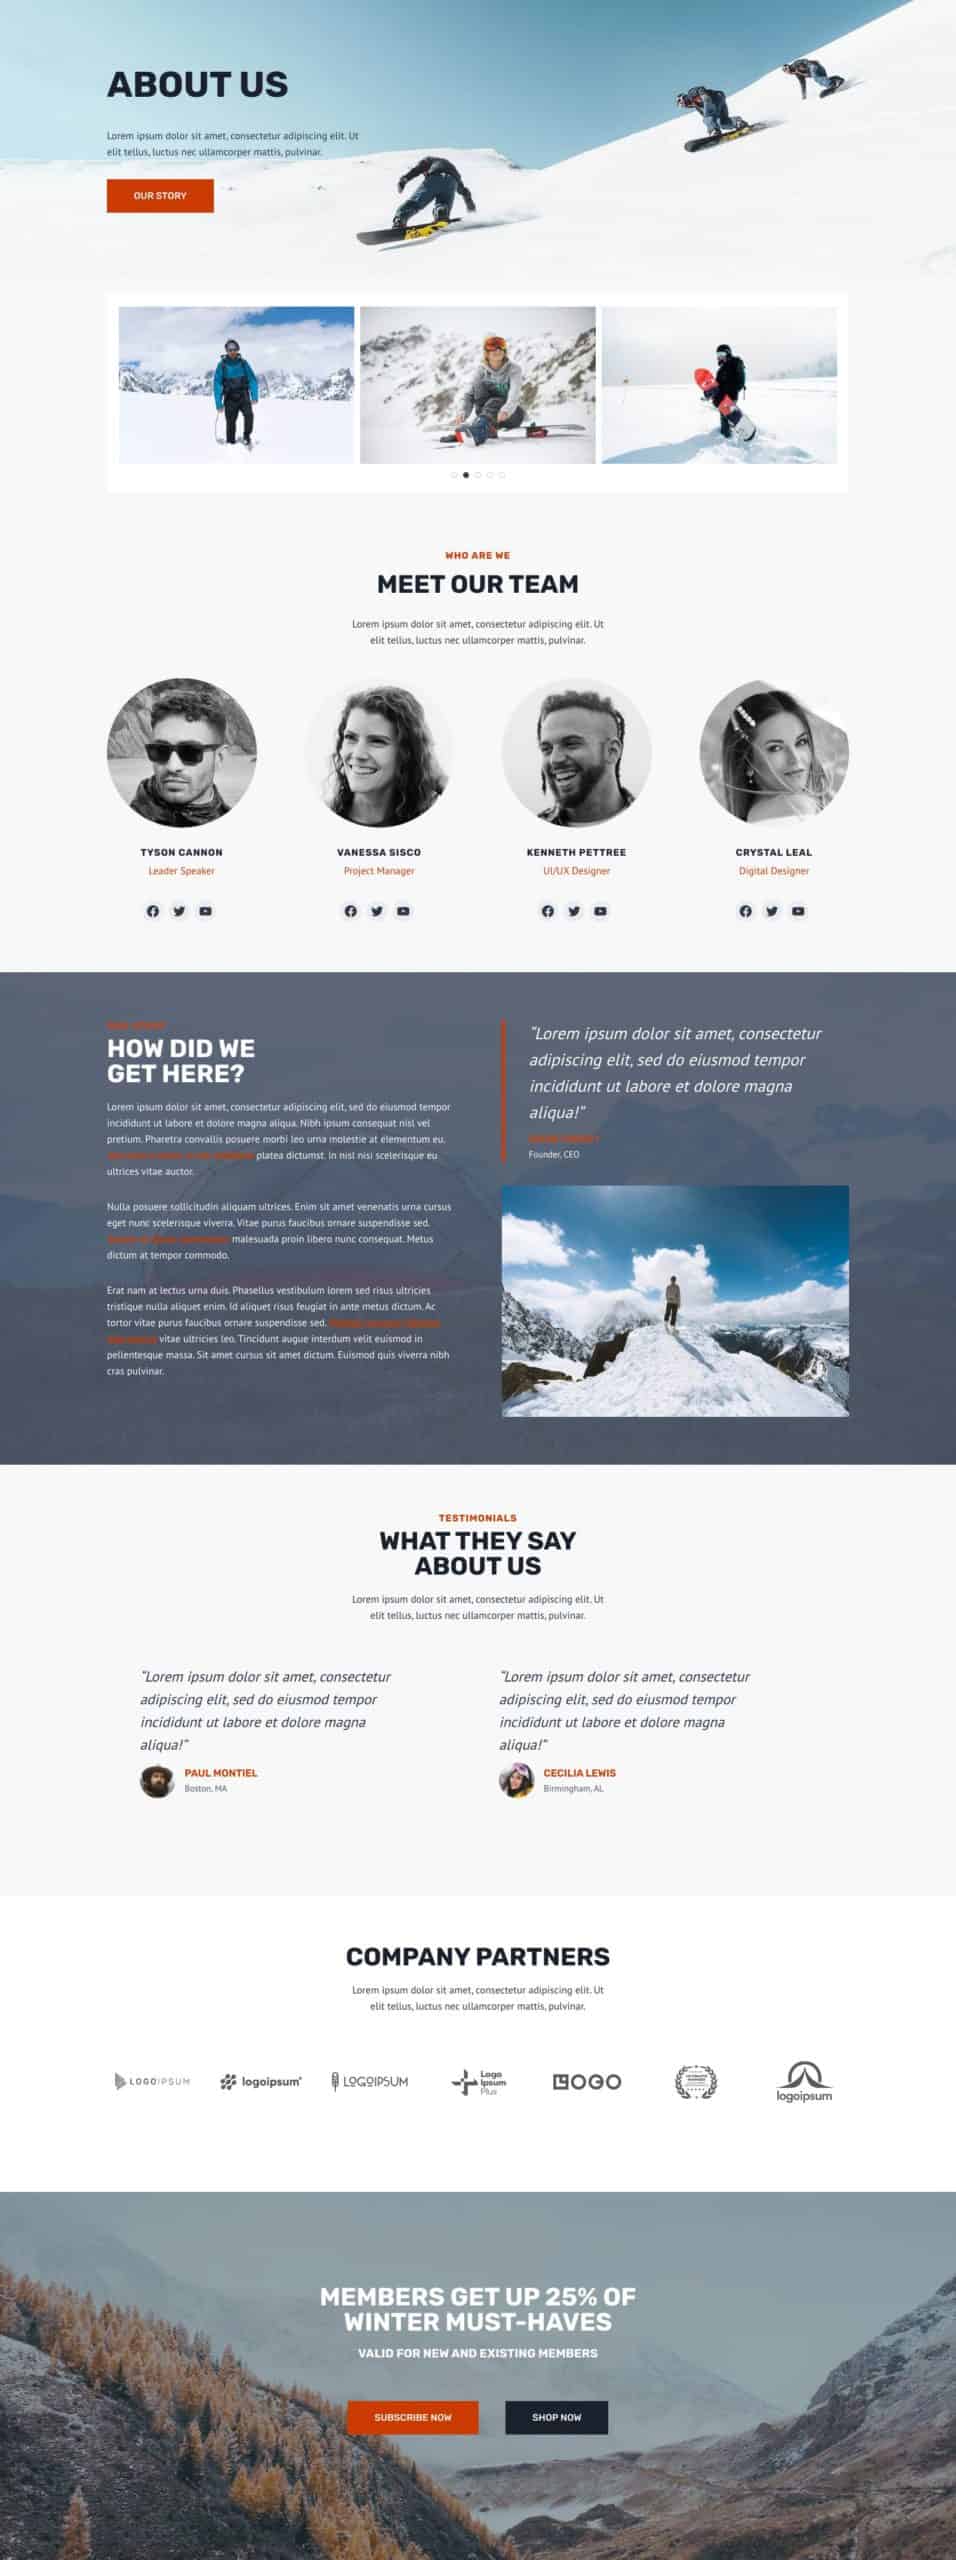 ABOUT US
Lorem ipsum dolor sit amet, consectetur adipiscing elit. Ut
elit tellus, luctus nec ullamcorper mattis, pulvinar.
OUR STORY
WHO ARE WE
MEET OUR TEAM
Lorem ipsum dolor sit amet, consectetur adipiscing elit. Ut
elit tellus, luctus nec ullamcorper mattis, pulvinar.
TYSON CANNON
Leader Speaker
VANESSA SISCO
Project Manager
KENNETH PETTREE
UI/UX Designer
CRYSTAL LEAL
Digital Designer
HOW DID WE
GET HERE?
Lorem ipsum dolor sit amet, consectetur adipiscing elit, sed do eiusmod tempor
incididunt ut labore et dolore magna aliqua. Nibh ipsum consequat nisl vel
pretium. Pharetra convallis posuere morbi leo urna molestie at elementum eu.
platea dictumst. In nisl nisi scelerisque eu
ultrices vitae auctor.
Nulla posuere sollicitudin aliquam ultrices. Enim sit amet venenatis urna cursus
eget nunc scelerisque viverra. Vitae purus faucibus ornare suspendisse sed.
malesuada proin libero nunc consequat. Metus
dictum at tempor commodo.
Erat nam at lectus urna duis. Phasellus vestibulum lorem sed risus ultricies
tristique nulla aliquet enim. Id aliquet risus feugiat in ante metus dictum. Ac
tortor vitae purus faucibus ornare suspendisse sed.
vitae ultricies leo. Tincidunt augue interdum velit euismod in
pellentesque massa. Sit amet cursus sit amet dictum. Euismod quis viverra nibh
cras pulvinar.
"Lorem ipsum dolor sit amet, consectetur
adipiscing elit, sed do eiusmod tempor
incididunt ut labore et dolore magna
aliqua!"
Founder, CEO
TESTIMONIALS
WHAT THEY SAY
ABOUT US
Lorem ipsum dolor sit amet, consectetur adipiscing elit. Ut
elit tellus, luctus nec ullamcorper mattis, pulvinar.
"Lorem ipsum dolor sit amet, consectetur
adipiscing elit, sed do eiusmod tempor
incididunt ut labore et dolore magna
aliqua!"
PAUL MONTIEL
Boston, MA
"Lorem ipsum dolor sit amet, consectetur
adipiscing elit, sed do eiusmod tempor
incididunt ut labore et dolore magna
aliqua!"
CECILIA LEWIS
Birmingham, AL
COMPANY PARTNERS
Lorem ipsum dolor sit amet, consectetur adipiscing elit. Ut
elit tellus, luctus nec ullamcorper mattis, pulvinar.
LOGOIPSUM
logoipsum
LOGOIPSUM
Logo
Ipsum
Plus
LOGO
logoipsum
MEMBERS GET UP 25% OF
WINTER MUST-HAVES
VALID FOR NEW AND EXISTING MEMBERS
SUBSCRIBE NOW
SHOP NOW